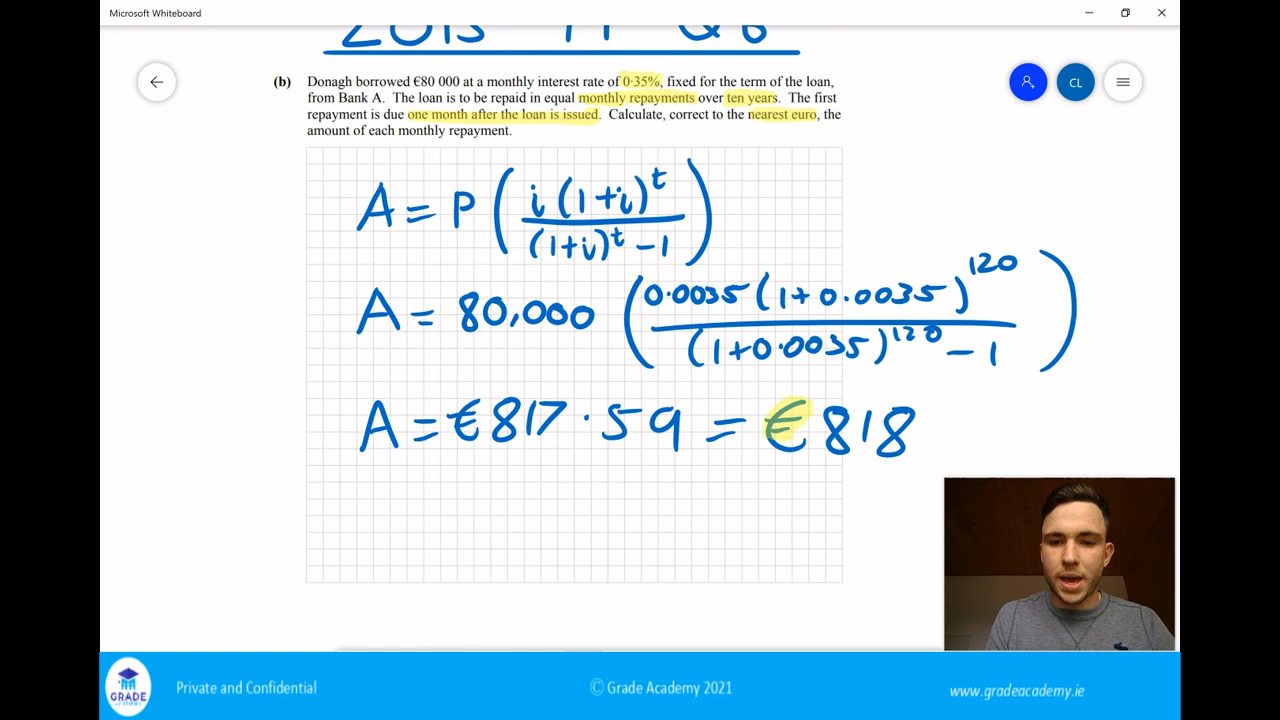 Microsoft Whiteboard
2015 P1 Q6
(b) Donagh borrowed €80 000 at a monthly interest rate of 0·35%, fixed for the term of the loan,
from Bank A. The loan is to be repaid in equal monthly repayments over ten years. The first
repayment is due one month after the loan is issued. Calculate, correct to the nearest euro, the
amount of each monthly repayment.
CL
A = P ( i(1+i)^t / (1+i)^t - 1 )
A = 80,000 ( 0.0035(1+0.0035)^120 / (1+0.0035)^120 - 1 )
A = €817.59 = €818
GRADE
Private and Confidential
© Grade Academy 2021
www.gradeacademy.ie